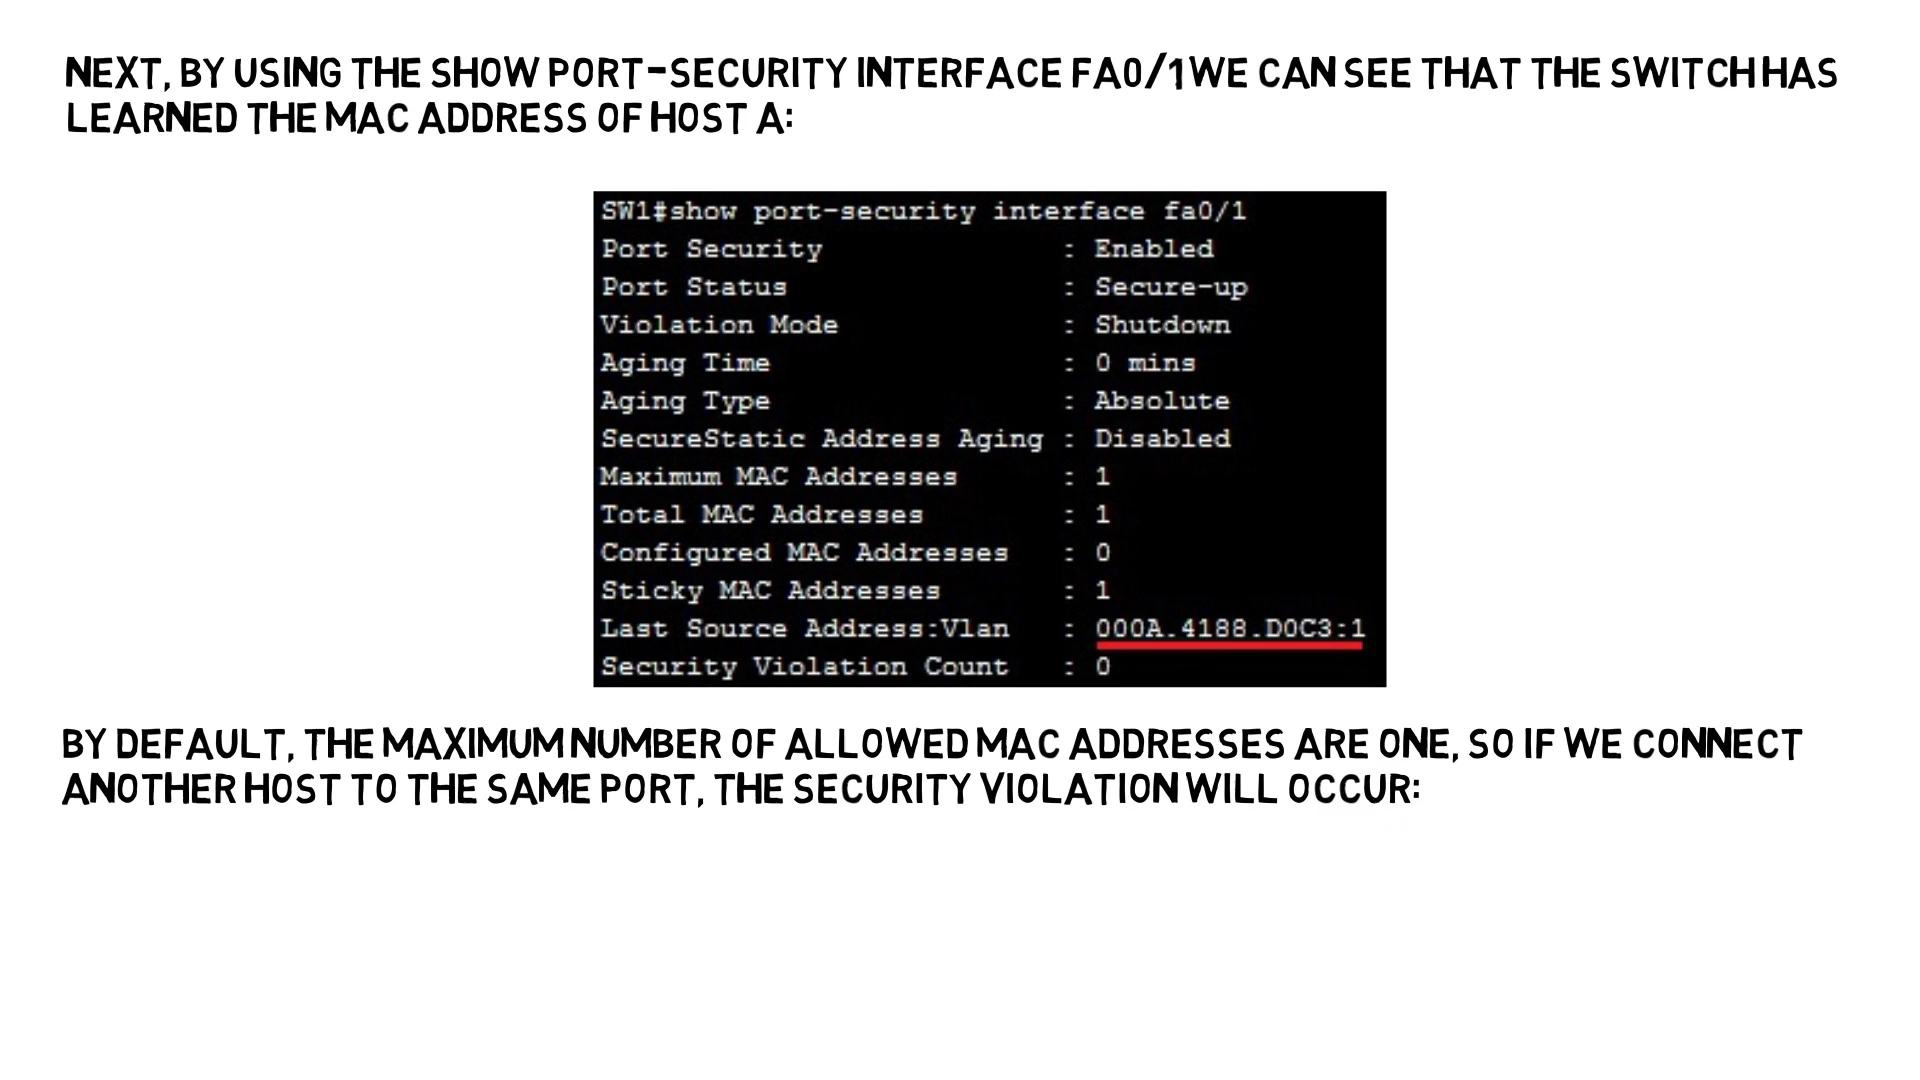 NEXT, BY USING THE SHOW PORT-SECURITY INTERFACE FA0/1 WE CAN SEE THAT THE SWITCH HAS
LEARNED THE MAC ADDRESS OF HOST A:
SW1#show port-security interface fa0/1
Port Security : Enabled
Port Status : Secure-up
Violation Mode : Shutdown
Aging Time : 0 mins
Aging Type : Absolute
SecureStatic Address Aging : Disabled
Maximum MAC Addresses : 1
Total MAC Addresses : 1
Configured MAC Addresses : 0
Sticky MAC Addresses : 1
Last Source Address:Vlan : 000A.4188.D0C3:1
Security Violation Count : 0
BY DEFAULT, THE MAXIMUM NUMBER OF ALLOWED MAC ADDRESSES ARE ONE, SO IF WE CONNECT
ANOTHER HOST TO THE SAME PORT, THE SECURITY VIOLATION WILL OCCUR: